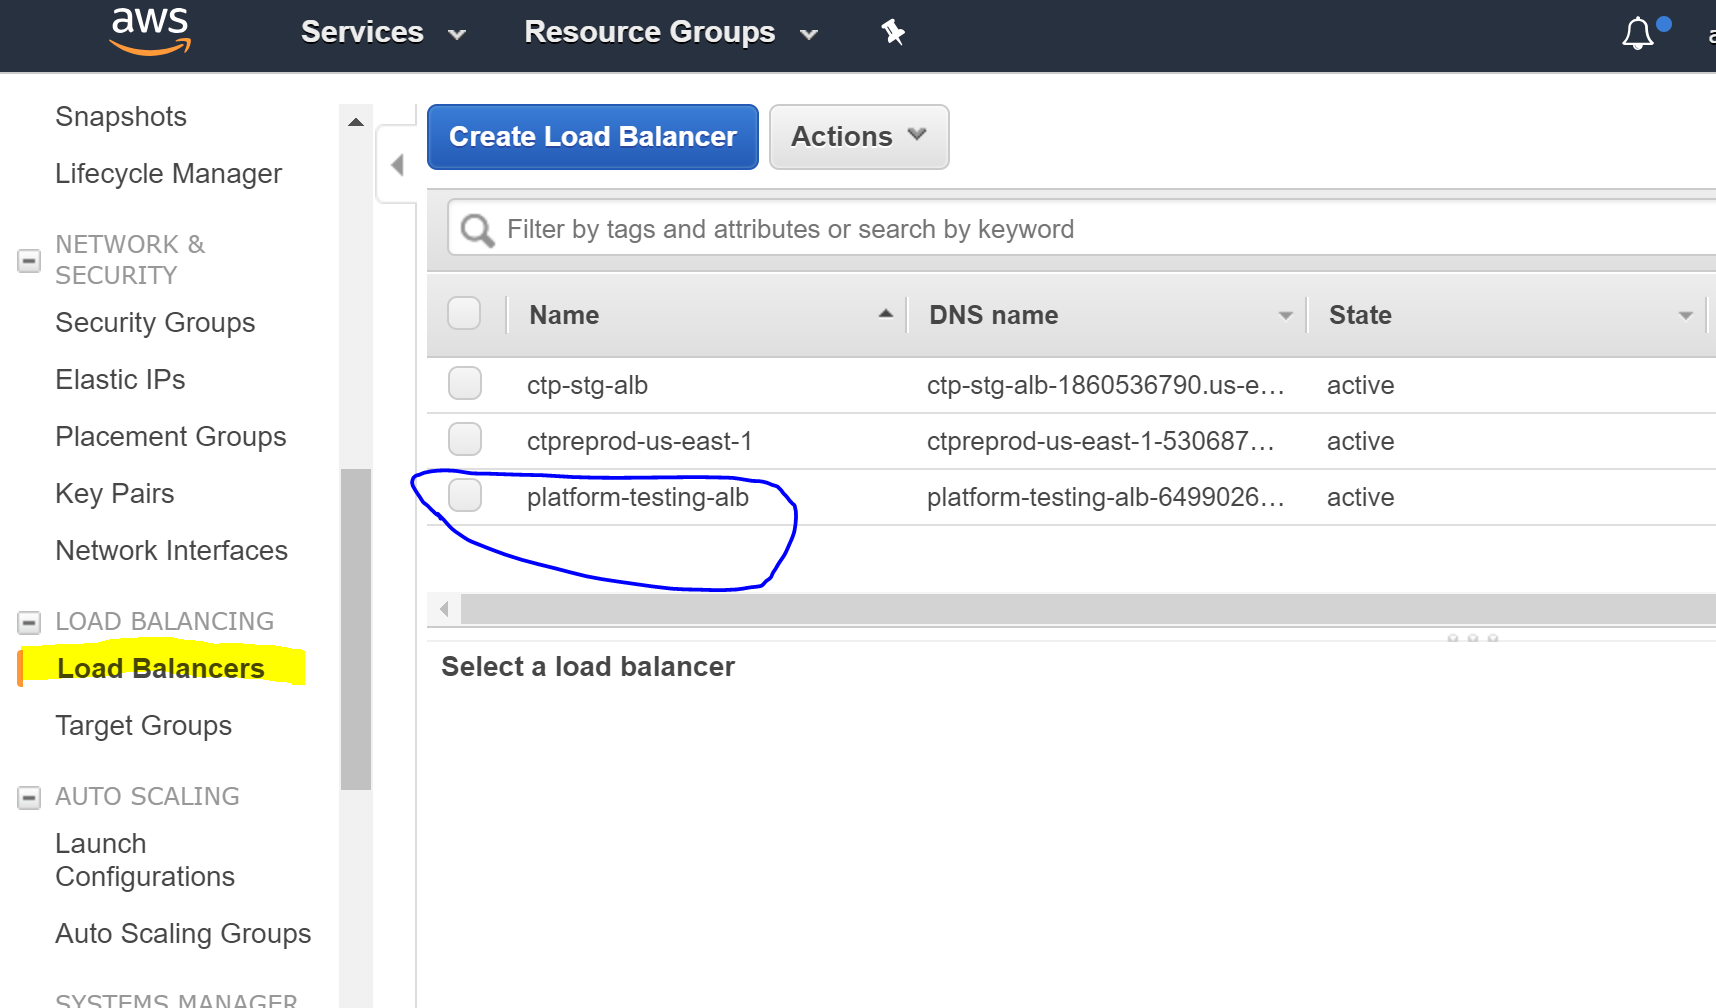 aws Services Resource Groups
Snapshots
Lifecycle Manager
NETWORK &
SECURITY
Security Groups
Elastic IPs
Placement Groups
Key Pairs
Network Interfaces
LOAD BALANCING
Load Balancers
Target Groups
AUTO SCALING
Launch
Configurations
Auto Scaling Groups
SYSTEMS MANAGER
Create Load Balancer Actions
Filter by tags and attributes or search by keyword
Name DNS name State
ctp-stg-alb ctp-stg-alb-1860536790.us-e… active
ctpreprod-us-east-1 ctpreprod-us-east-1-530687… active
platform-testing-alb platform-testing-alb-6499026… active
Select a load balancer